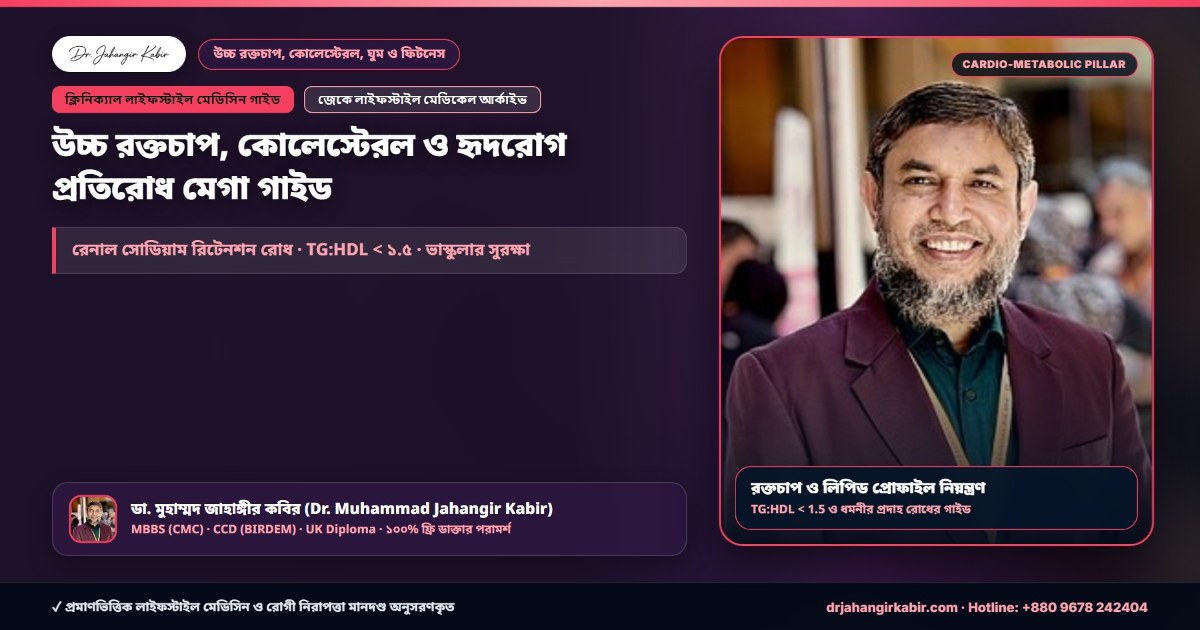 Dr. Jahangir Kabir
উচ্চ রক্তচাপ, কোলেস্টেরল, ঘুম ও ফিটনেস
ক্লিনিক্যাল লাইফস্টাইল মেডিসিন গাইড
জেকে লাইফস্টাইল মেডিকেল আর্কাইভ
উচ্চ রক্তচাপ, কোলেস্টেরল ও হৃদরোগ
প্রতিরোধ মেগা গাইড
রেনাল সোডিয়াম রিটেনশন রোধ · TG:HDL < ১.৫ · ভাস্কুলার সুরক্ষা
ডা. মুহাম্মদ জাহাঙ্গীর কবির (Dr. Muhammad Jahangir Kabir)
MBBS (CMC) · CCD (BIRDEM) · UK Diploma · ১০০% ফ্রি ডাক্তার পরামর্শ
CARDIO-METABOLIC PILLAR
রক্তচাপ ও লিপিড প্রোফাইল নিয়ন্ত্রণ
TG:HDL < 1.5 ও ধমনীর প্রদাহ রোধের গাইড
✓ প্রমাণভিত্তিক লাইফস্টাইল মেডিসিন ও রোগী নিরাপত্তা মানদণ্ড অনুসরণকৃত
drjahangirkabir.com · Hotline: +880 9678 242404